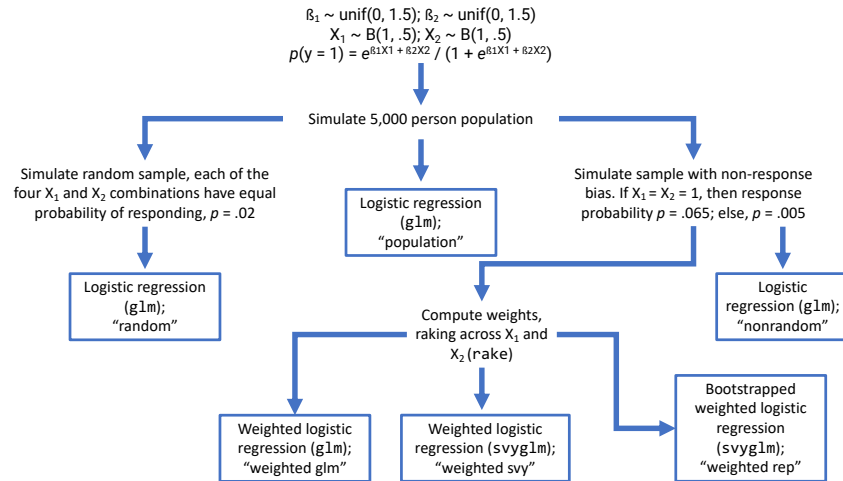 ß₁ ~ unif(0, 1.5); ß₂ ~ unif(0, 1.5)
X₁ ~ B(1, .5); X₂ ~ B(1, .5)
p(y = 1) = e^ß1X1 + ß2X2 / (1 + e^ß1X1 + ß2X2)
Simulate 5,000 person population
Simulate random sample, each of the
four X₁ and X₂ combinations have equal
probability of responding, p = .02
Logistic regression
(glm);
“population”
Simulate sample with non-response
bias. If X₁ = X₂ = 1, then response
probability p = .065; else, p = .005
Logistic regression
(glm);
“random”
Compute weights,
raking across X₁ and
X₂ (rake)
Logistic
regression (glm);
“nonrandom”
Weighted logistic
regression (glm);
“weighted glm”
Weighted logistic
regression (svyglm);
“weighted svy”
Bootstrapped
weighted logistic
regression
(svyglm);
“weighted rep”